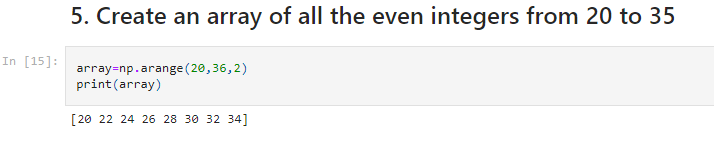 5. Create an array of all the even integers from 20 to 35
In [15]:
array=np.arange(20,36,2)
print(array)
[20 22 24 26 28 30 32 34]